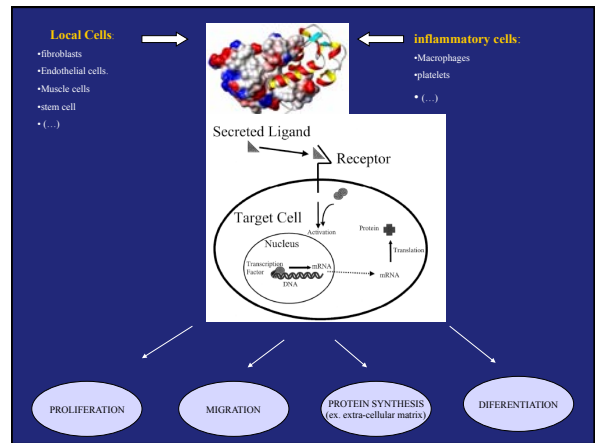 Local Cells:
•fibroblasts
•Endothelial cells.
•Muscle cells
•stem cell
• (…)
inflammatory cells:
•Macrophages
•platelets
• (…)
Secreted Ligand
Receptor
Target Cell
Activation
Nucleus
Transcription
Factor
mRNA
DNA
Protein
Translation
mRNA
PROLIFERATION
MIGRATION
PROTEIN SYNTHESIS
(ex. extra-cellular matrix)
DIFERENTIATION